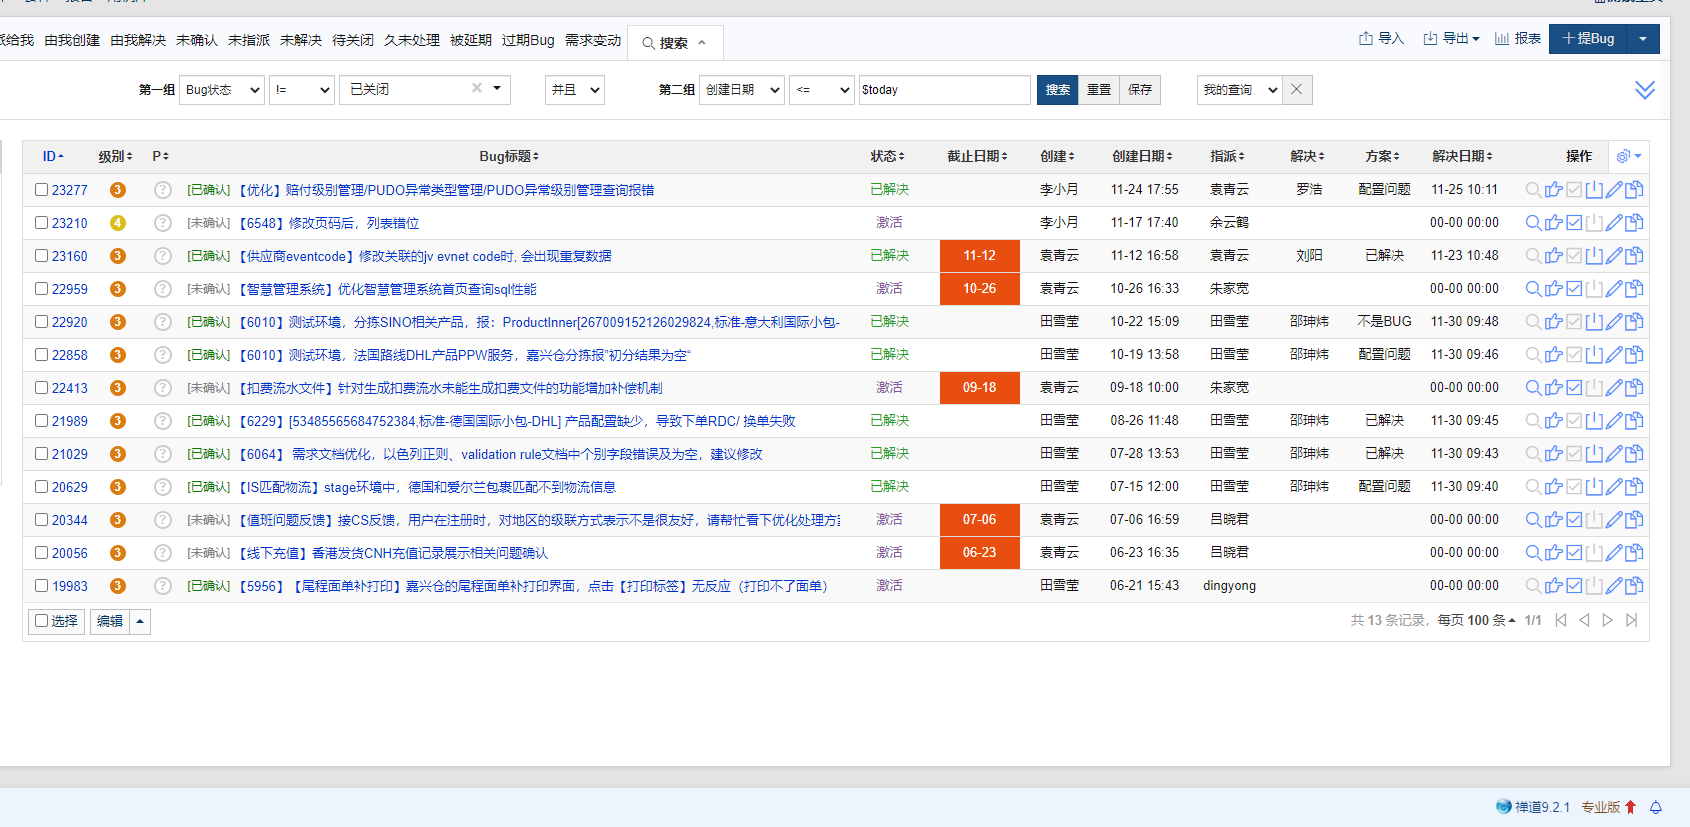 派给我 由我创建 由我解决 未确认 未指派 未解决 待关闭 久未处理 被延期 过期Bug 需求变动 搜索 导入 导出 报表 提Bug
第一组 Bug状态 != 已关闭 并且 第二组 创建日期 <= $today 搜索 重置 保存 我的查询
ID 级别 P Bug标题 状态 截止日期 创建 创建日期 指派 解决 方案 解决日期 操作
23277 3 ? [已确认] 【优化】赔付级别管理/PUDO异常类型管理/PUDO异常级别管理查询报错 已解决 李小月 11-24 17:55 袁青云 罗浩 配置问题 11-25 10:11
23210 4 ? [未确认] 【6548】修改页码后，列表错位 激活 李小月 11-17 17:40 余云鹤 00-00 00:00
23160 3 ? [已确认] 【供应商eventcode】修改关联的jv evnet code时, 会出现重复数据 已解决 11-12 袁青云 11-12 16:58 袁青云 刘阳 已解决 11-23 10:48
22959 3 ? [未确认] 【智慧管理系统】优化智慧管理系统首页查询sql性能 激活 10-26 袁青云 10-26 16:33 朱家宽 00-00 00:00
22920 3 ? [已确认] 【6010】测试环境，分拣SINO相关产品，报：ProductInner[267009152126029824,标准-意大利国际小包- 已解决 田雪莹 10-22 15:09 田雪莹 邵珅炜 不是BUG 11-30 09:48
22858 3 ? [已确认] 【6010】测试环境，法国路线DHL产品PPW服务，嘉兴仓分拣报”初分结果为空“ 已解决 田雪莹 10-19 13:58 田雪莹 邵珅炜 配置问题 11-30 09:46
22413 3 ? [未确认] 【扣费流水文件】针对生成扣费流水未能生成扣费文件的功能增加补偿机制 激活 09-18 袁青云 09-18 10:00 朱家宽 00-00 00:00
21989 3 ? [已确认] 【6229】[53485565684752384,标准-德国国际小包-DHL] 产品配置缺少，导致下单RDC/ 换单失败 已解决 田雪莹 08-26 11:48 田雪莹 邵珅炜 已解决 11-30 09:45
21029 3 ? [已确认] 【6064】 需求文档优化，以色列正则、validation rule文档中个别字段错误及为空，建议修改 已解决 田雪莹 07-28 13:53 田雪莹 邵珅炜 已解决 11-30 09:43
20629 3 ? [已确认] 【IS匹配物流】stage环境中，德国和爱尔兰包裹匹配不到物流信息 已解决 田雪莹 07-15 12:00 田雪莹 邵珅炜 配置问题 11-30 09:40
20344 3 ? [未确认] 【值班问题反馈】接CS反馈，用户在注册时，对地区的级联方式表示不是很友好，请帮忙看下优化处理方 激活 07-06 袁青云 07-06 16:59 吕晓君 00-00 00:00
20056 3 ? [未确认] 【线下充值】香港发货CNH充值记录展示相关问题确认 激活 06-23 袁青云 06-23 16:35 吕晓君 00-00 00:00
19983 3 ? [已确认] 【5956】【尾程面单补打印】嘉兴仓的尾程面单补打印界面，点击【打印标签】无反应（打印不了面单） 激活 田雪莹 06-21 15:43 dingyong 00-00 00:00
选择 编辑 共 13 条记录，每页 100 条 1/1
禅道9.2.1 专业版